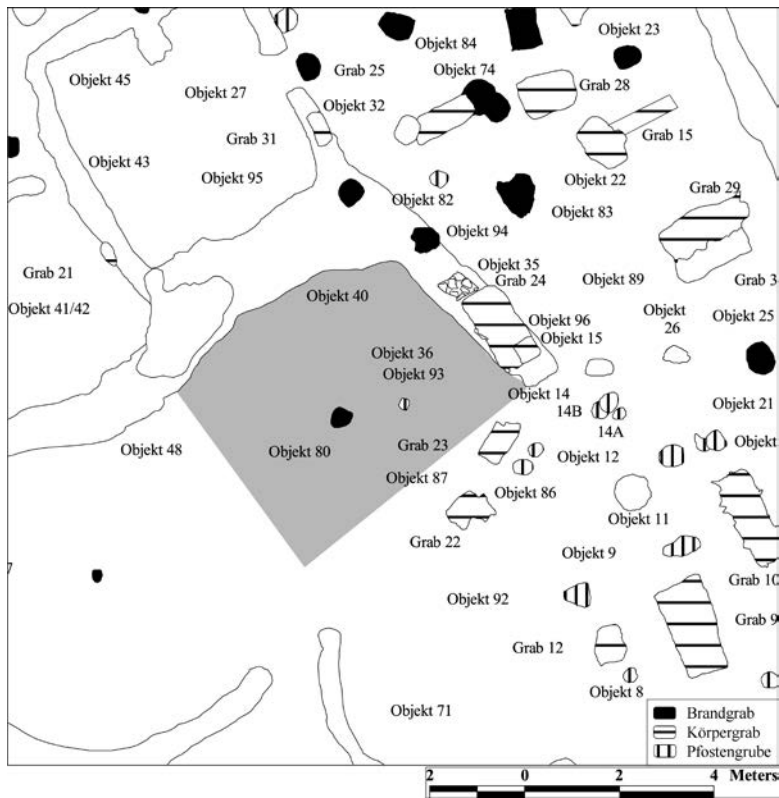 Objekt 84
Objekt 23
Objekt 45
Grab 25
Objekt 74
Objekt 27
Grab 28
Objekt 32
Grab 31
Grab 15
Objekt 43
Objekt 95
Objekt 22
Grab 29
Objekt 82
Objekt 83
Objekt 94
Objekt 35
Grab 21
Grab 24
Objekt 89
Grab 3
Objekt 40
Objekt 41/42
Objekt 96
Objekt
26
Objekt 25
Objekt 15
Objekt 36
Objekt 93
Objekt 14
14B
Objekt 21
14A
Grab 23
Objekt
Objekt 48
Objekt 80
Objekt 12
Objekt 87
Objekt 86
Objekt 11
Grab 22
Objekt 9
Grab 10
Objekt 92
Grab 9
Grab 12
Objekt 8
Objekt 71
Brandgrab
Körpergrab
Pfostengrube
2 0 2 4 Meters